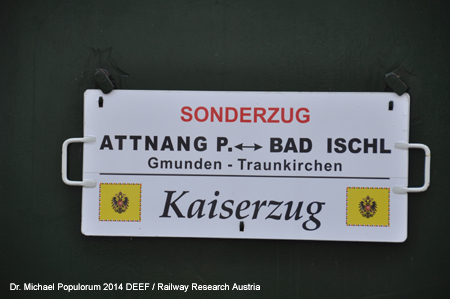 SONDERZUG
ATTNANG P. ↔ BAD ISCHL
Gmunden - Traunkirchen
Kaiserzug
Dr. Michael Populorum 2014 DEEF / Railway Research Austria